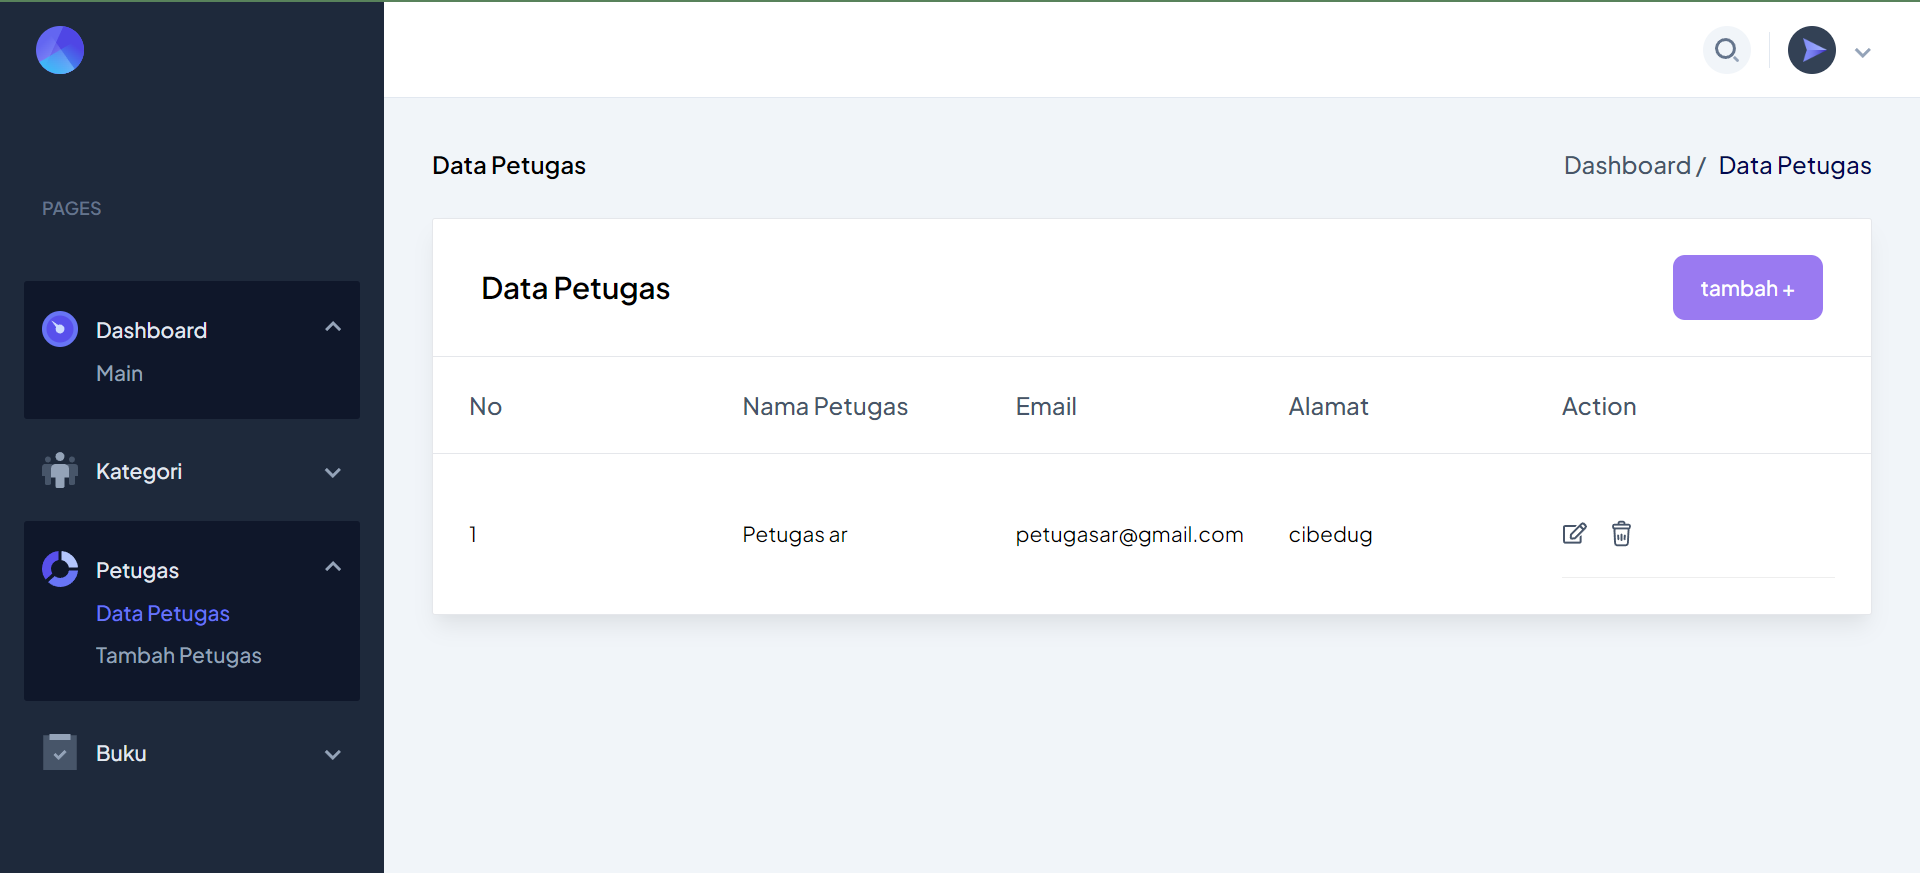 PAGES
Dashboard
Main
Kategori
Petugas
Data Petugas
Tambah Petugas
Buku
Data Petugas
Dashboard / Data Petugas
Data Petugas
tambah +
No Nama Petugas Email Alamat Action
1 Petugas ar petugasar@gmail.com cibedug